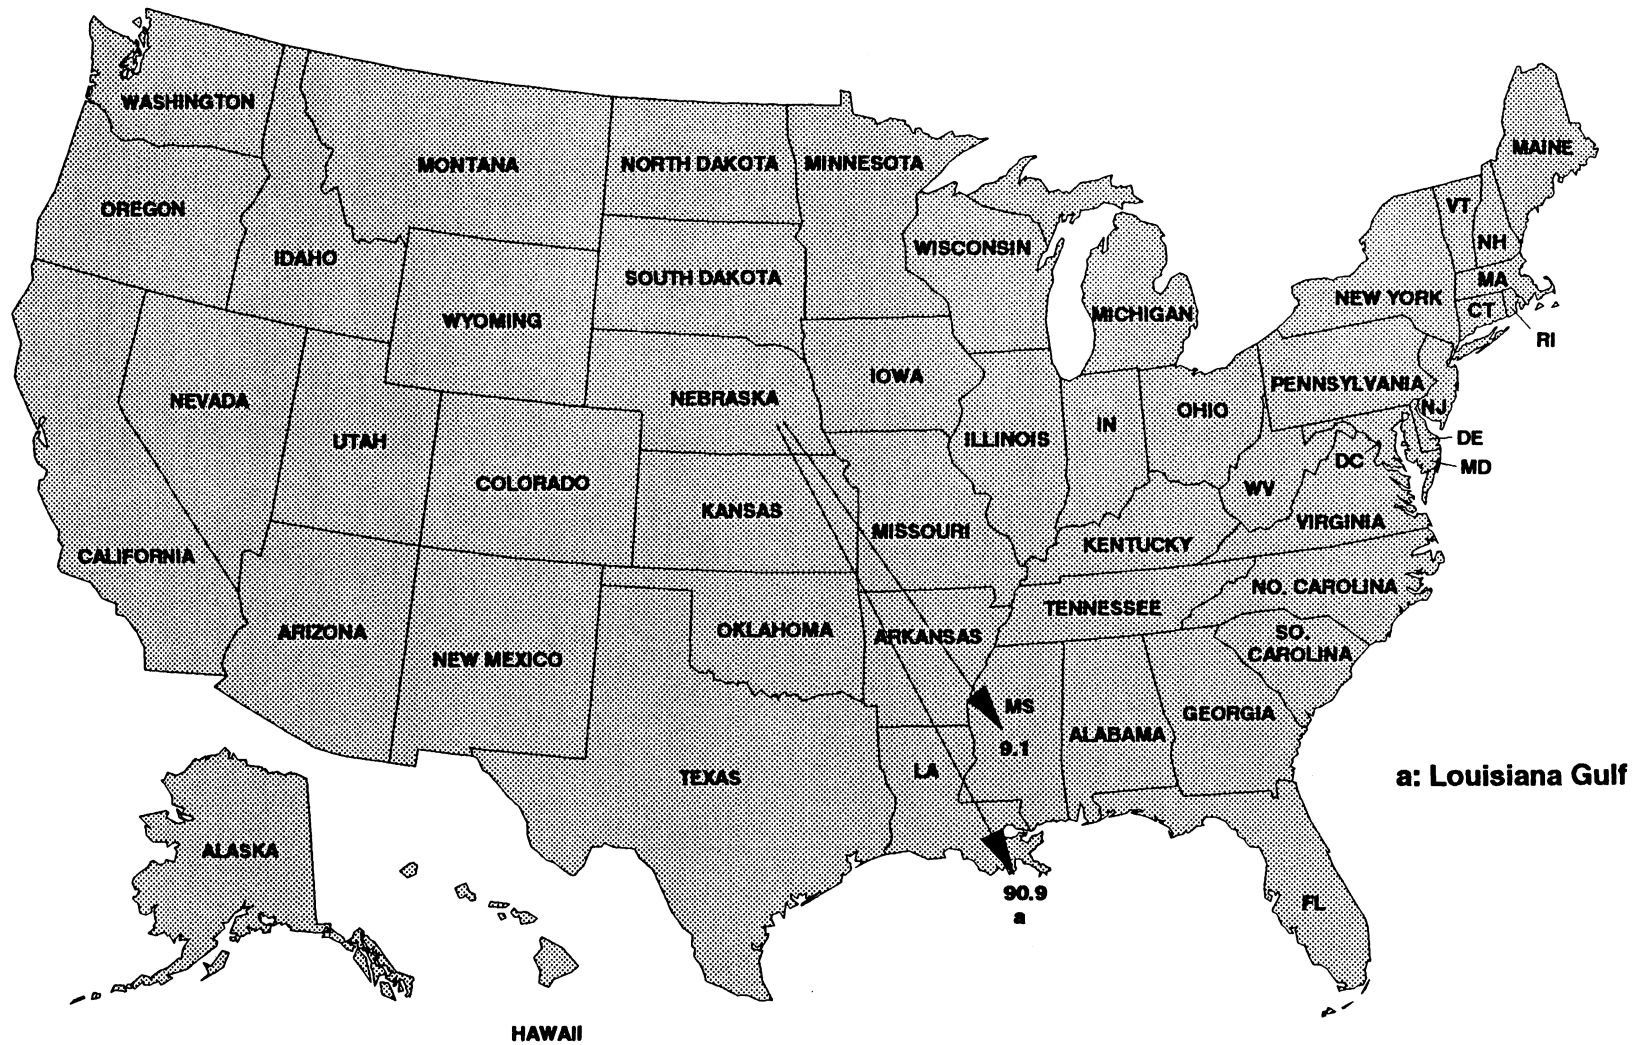 WASHINGTON
MONTANA
NORTH DAKOTA
MINNESOTA
MAINE
OREGON
VT
IDAHO
WISCONSIN
NH
SOUTH DAKOTA
MA
NEW YORK
WYOMING
MICHIGAN
CT
RI
IOWA
PENNSYLVANIA
NEVADA
NEBRASKA
OHIO
NJ
UTAH
ILLINOIS
IN
DE
DC
MD
COLORADO
WV
KANSAS
VIRGINIA
MISSOURI
CALIFORNIA
KENTUCKY
NO. CAROLINA
TENNESSEE
ARIZONA
OKLAHOMA
ARKANSAS
SO.
CAROLINA
NEW MEXICO
MS
GEORGIA
ALABAMA
9.1
TEXAS
LA
a: Louisiana Gulf
ALASKA
90.9
a
FL
HAWAII